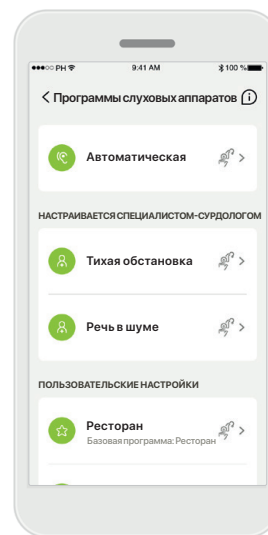 ●●●○○ PH 9:41 AM 100 %
Программы слуховых аппаратов
Автоматическая
НАСТРАИВАЕТСЯ СПЕЦИАЛИСТОМ-СУРДОЛОГОМ
Тихая обстановка
Речь в шуме
ПОЛЬЗОВАТЕЛЬСКИЕ НАСТРОЙКИ
Ресторан
Базовая программа: Ресторан